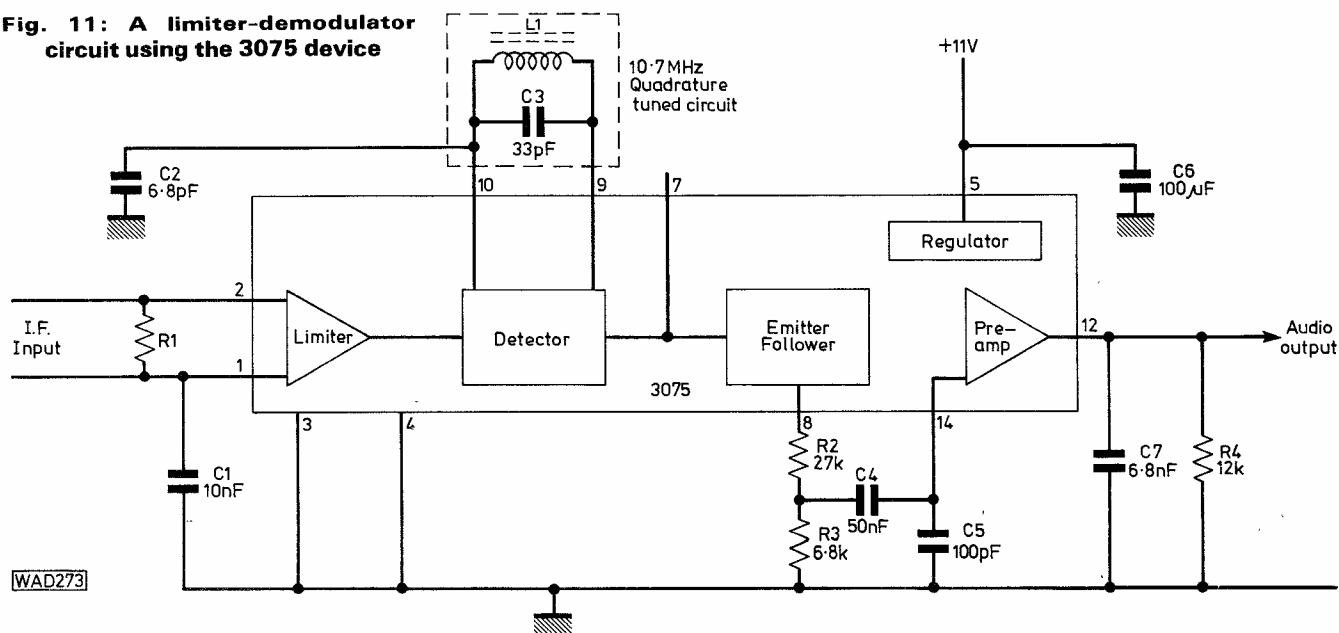 Fig. 11: A limiter-demodulator
circuit using the 3075 device
L1
10·7MHz
Quadrature
tuned circuit
C3
33pF
+11V
C2
6·8pF
10
9
7
5
C6
100µF
Regulator
2
I.F.
Input
R1
1
Limiter
Detector
Emitter
Follower
Pre-
amp
12
Audio
output
3075
3
4
8
14
C1
10nF
R2
27k
C4
50nF
R3
6·8k
C5
100pF
C7
6·8nF
R4
12k
WAD273